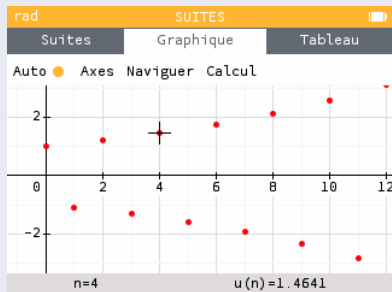 rad SUITES
Suites Graphique Tableau
Auto Axes Naviguer Calcul
2
0 2 4 6 8 10 12
-2
n=4 u(n)=1.4641